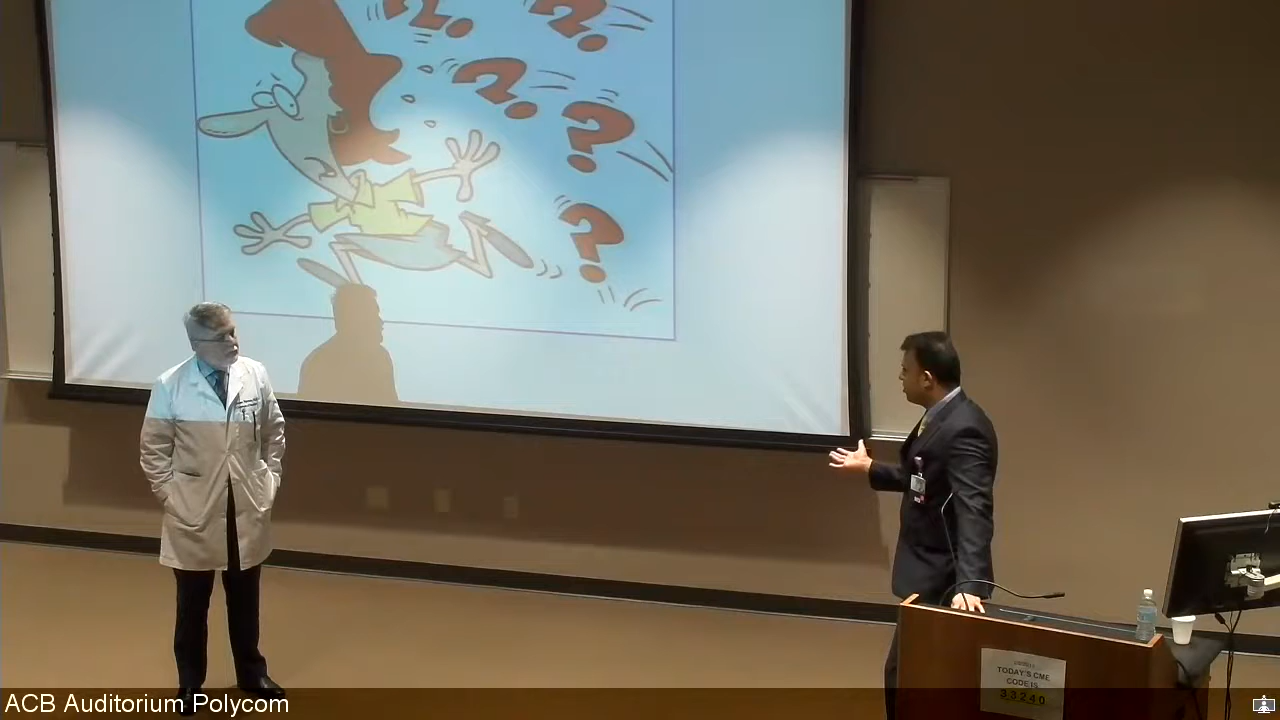 ? ?
?
?
?
TODAY'S CME
CODE IS
33240
ACB Auditorium Polycom